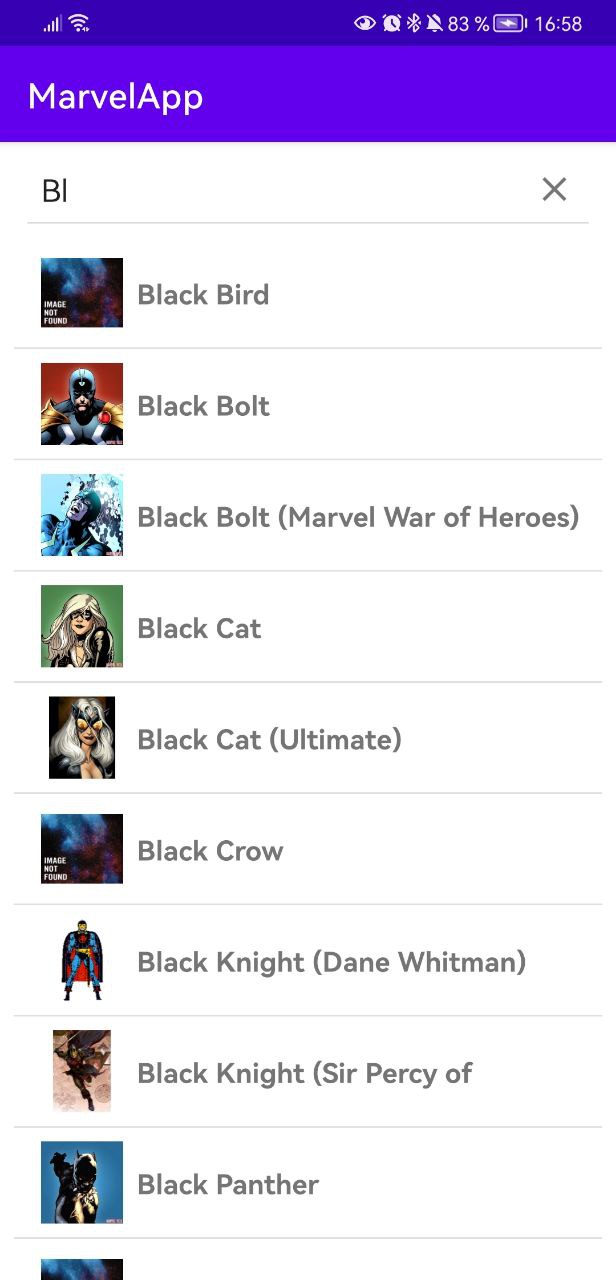 83 % 16:58
MarvelApp
Bl
IMAGE
NOT
FOUND
Black Bird
Black Bolt
Black Bolt (Marvel War of Heroes)
Black Cat
Black Cat (Ultimate)
IMAGE
NOT
FOUND
Black Crow
Black Knight (Dane Whitman)
Black Knight (Sir Percy of
Black Panther